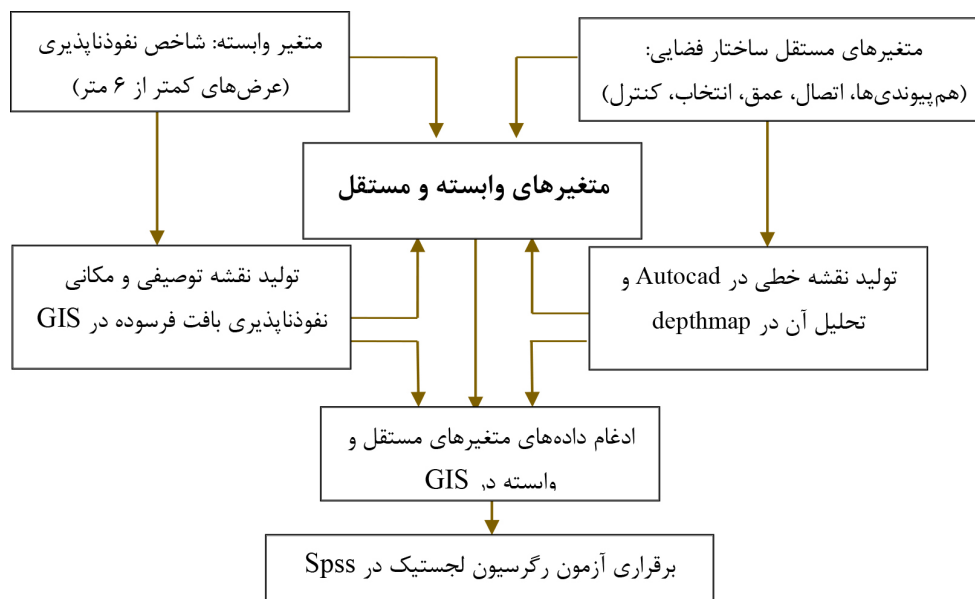 متغیرهای مستقل ساختار فضایی:
(هم‌پیوندی‌ها، اتصال، عمق، انتخاب، کنترل)
متغیر وابسته: شاخص نفوذناپذیری
(عرض‌های کمتر از ۶ متر)
متغیرهای وابسته و مستقل
تولید نقشه خطی در Autocad و
تحلیل آن در depthmap
تولید نقشه توصیفی و مکانی
نفوذناپذیری بافت فرسوده در GIS
ادغام داده‌های متغیرهای مستقل و
وابسته در GIS
برقراری آزمون رگرسیون لجستیک در Spss